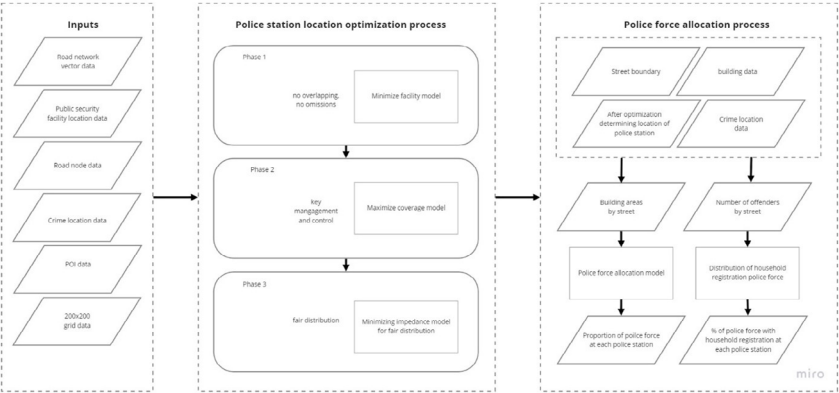 Inputs
Road network
vector data
Public security
facility location data
Road node data
Crime location data
POI data
200x200
grid data
Police station location optimization process
Phase 1
no overlapping,
no omissions
Minimize facility model
Phase 2
key
mangagement
and control
Maximize coverage model
Phase 3
fair distribution
Minimizing impedance model
for fair distribution
Police force allocation process
Street boundary
building data
After optimization
determining location of
police station
Crime location
data
Building areas
by street
Number of offenders
by street
Police force allocation model
Distribution of household
registration police force
Proportion of police force
at each police station
% of police force with
household registration at
each police station
miro